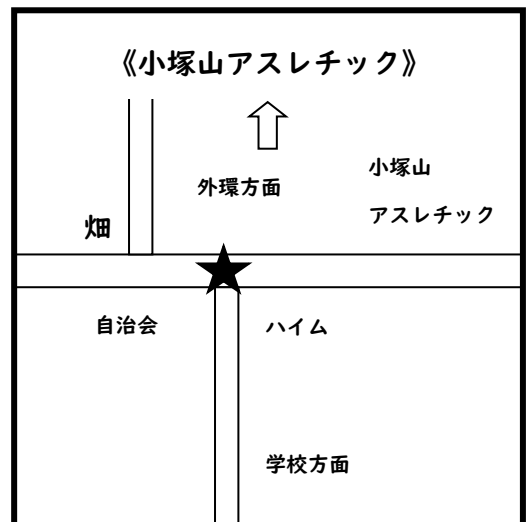 《小塚山アスレチック》
外環方面
小塚山
アスレチック
畑
自治会
ハイム
学校方面